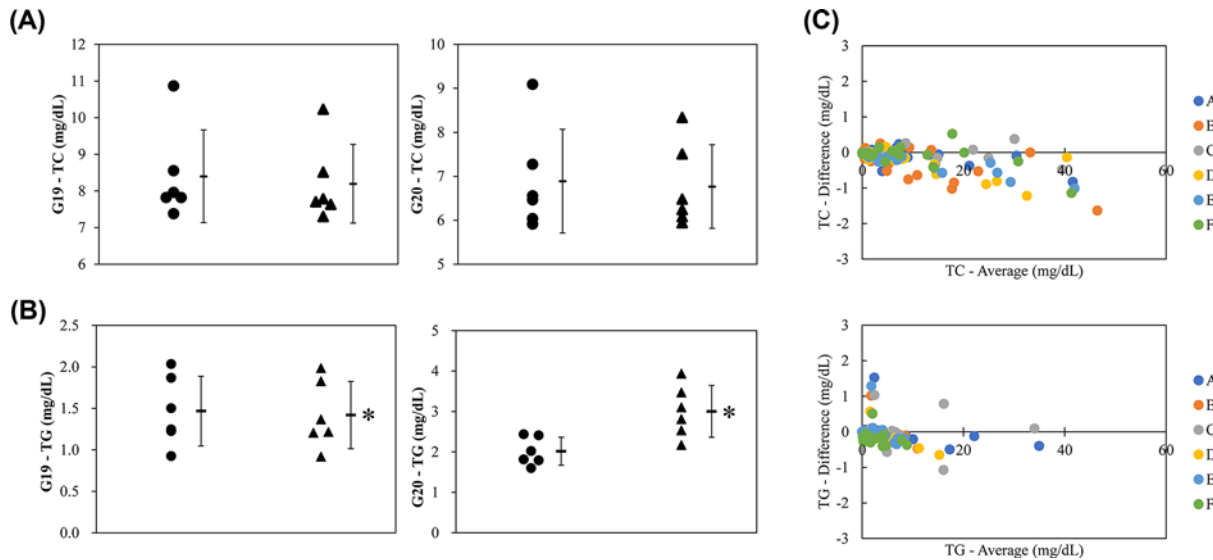 (A)
G19 - TC (mg/dL)
12
11
10
9
8
7
6
G20 - TC (mg/dL)
10
9
8
7
6
5
(B)
G19 - TG (mg/dL)
2.5
2.0
1.5
1.0
0.5
0.0
*
G20 - TG (mg/dL)
5
4
3
2
1
0
*
(C)
TC - Difference (mg/dL)
3
2
1
0
-1
-2
-3
0 20 40 60
TC - Average (mg/dL)
A
B
C
D
E
F
TG - Difference (mg/dL)
3
2
1
0
-1
-2
-3
0 20 40 60
TG - Average (mg/dL)
A
B
C
D
E
F